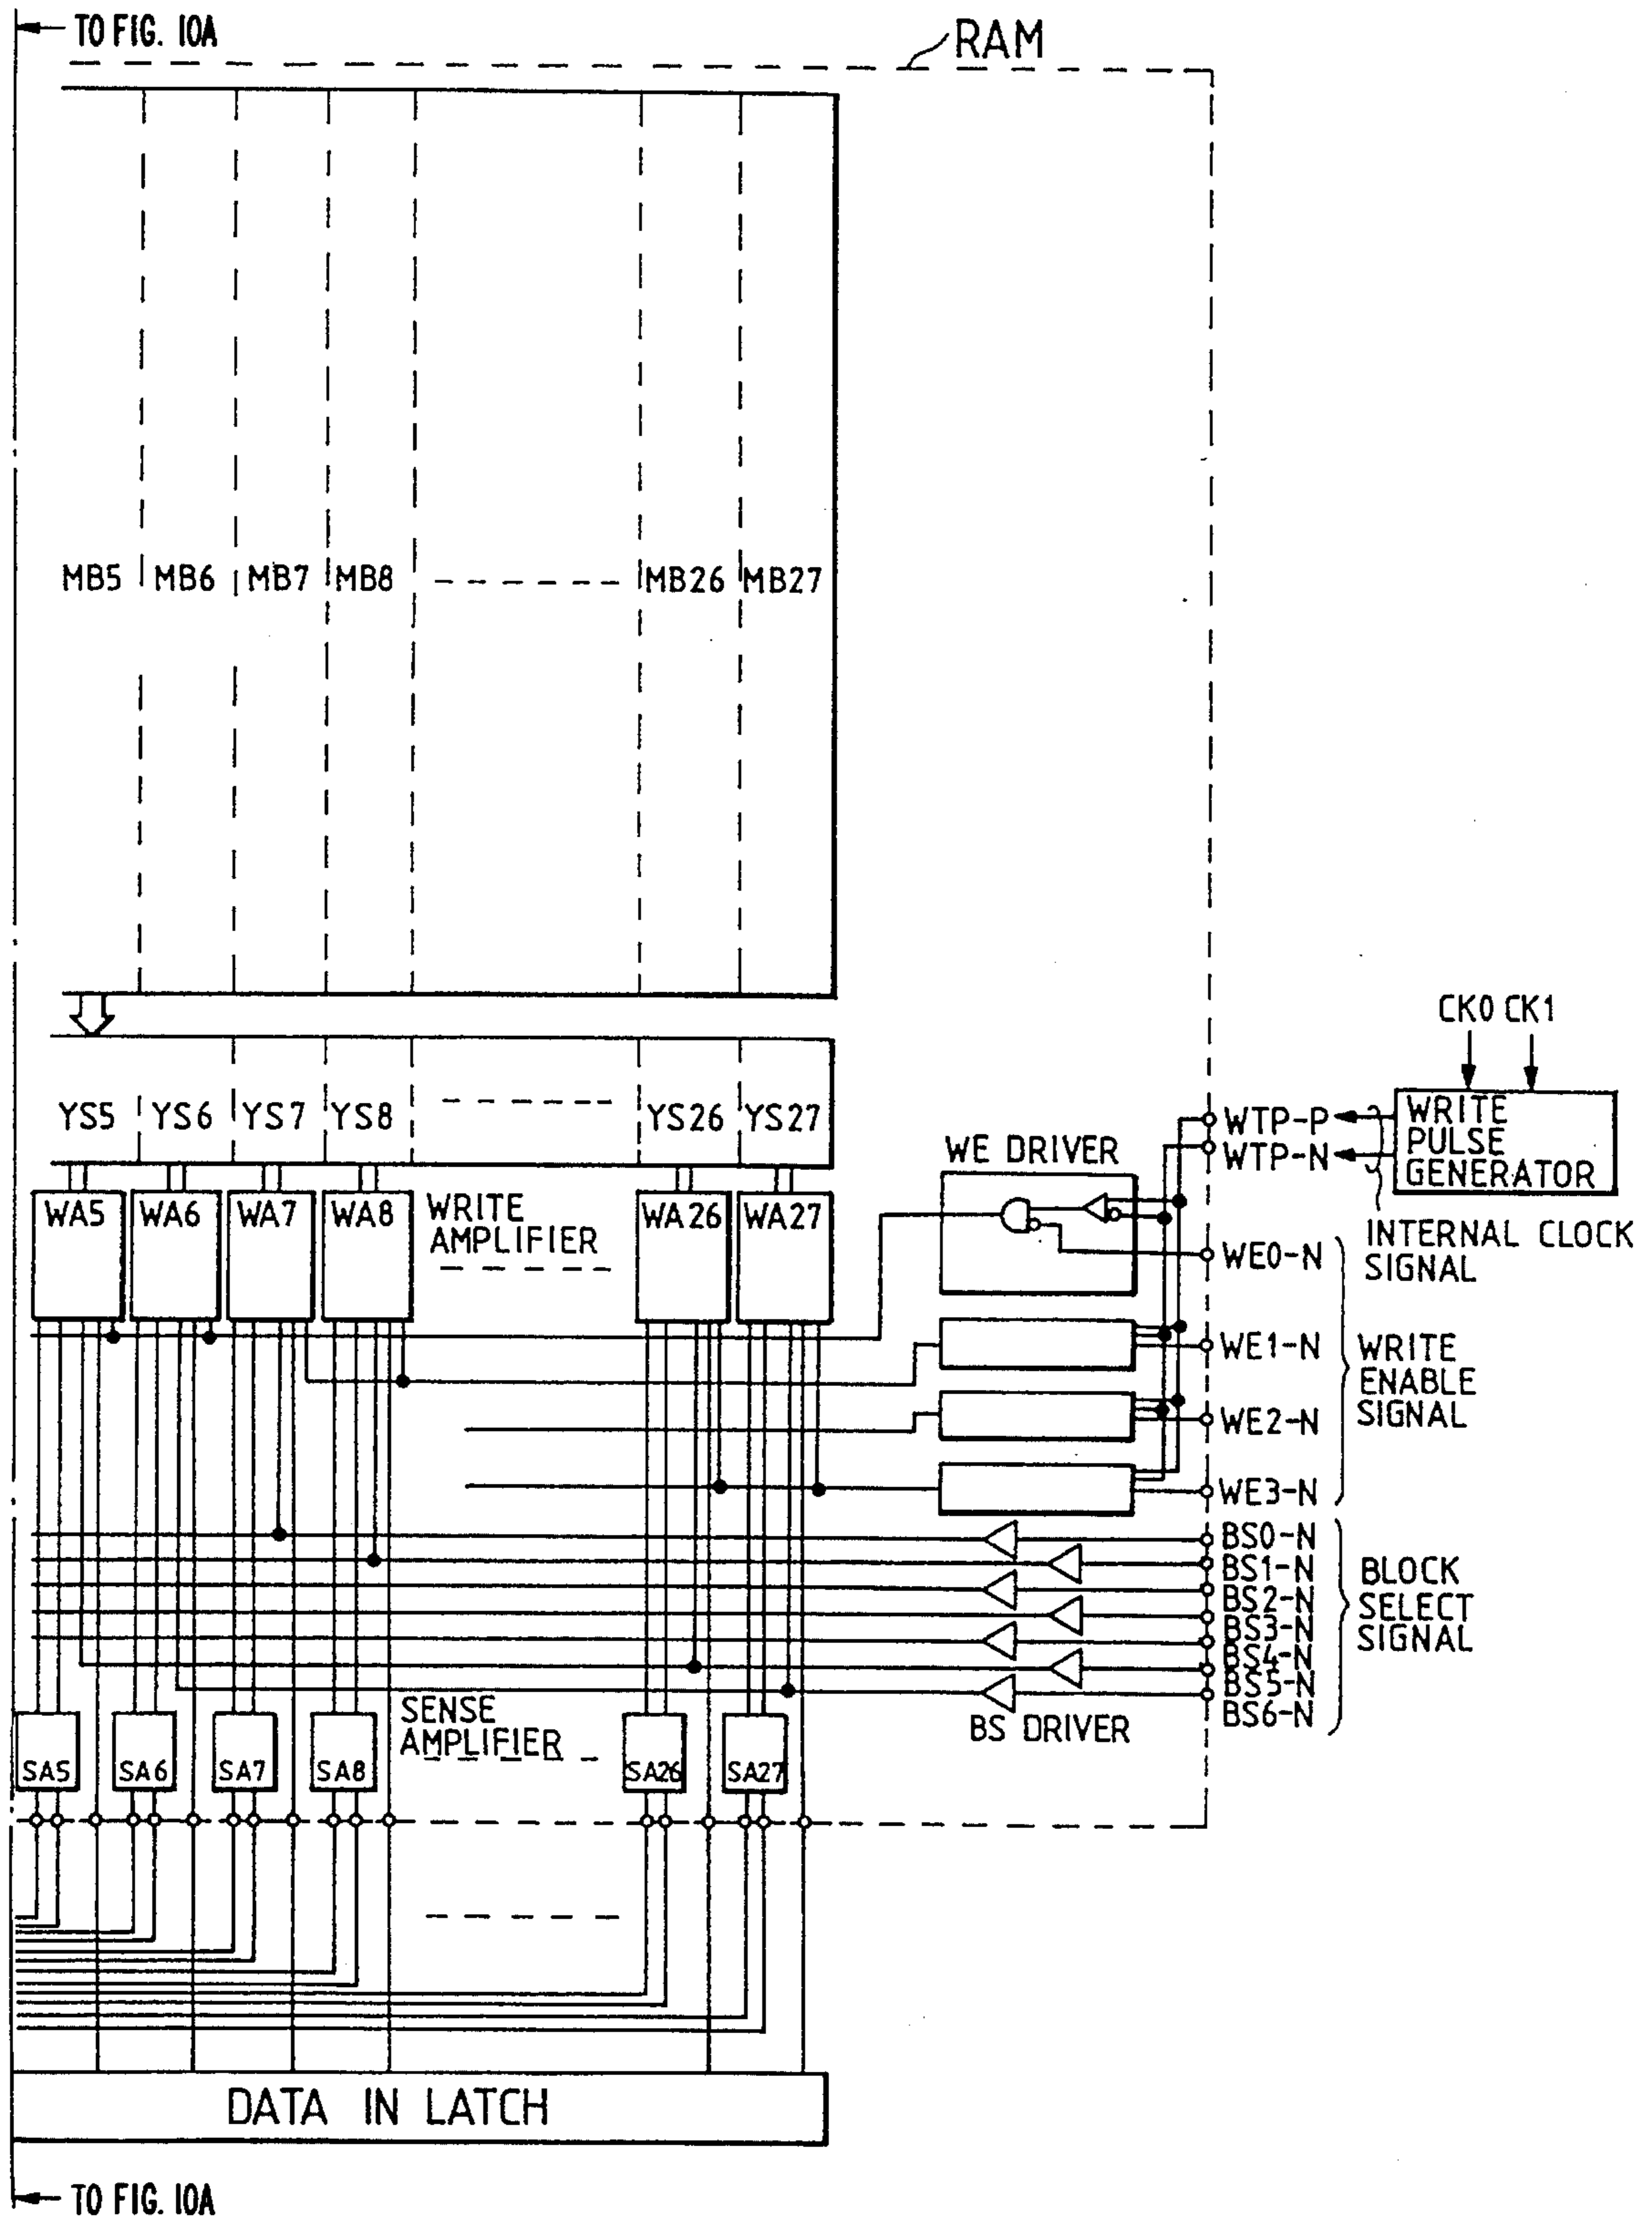 TO FIG. 10A
RAM
MB5 MB6 MB7 MB8 MB26 MB27
CK0 CK1
YS5 YS6 YS7 YS8 YS26 YS27
WTP-P
WTP-N
WRITE
PULSE
GENERATOR
WE DRIVER
WA5 WA6 WA7 WA8
WRITE
AMPLIFIER
WA26 WA27
INTERNAL CLOCK
SIGNAL
WE0-N
WE1-N
WE2-N
WE3-N
WRITE
ENABLE
SIGNAL
BS0-N
BS1-N
BS2-N
BS3-N
BS4-N
BS5-N
BS6-N
BLOCK
SELECT
SIGNAL
BS DRIVER
SENSE
AMPLIFIER
SA5 SA6 SA7 SA8 SA26 SA27
DATA IN LATCH
TO FIG. 10A